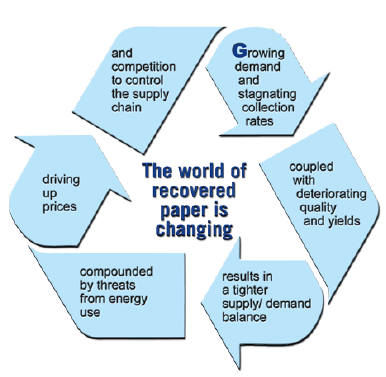 Growing
demand
and
stagnating
collection
rates
coupled
with
deteriorating
quality
and yields
results in
a tighter
supply/ demand
balance
compounded
by threats
from energy
use
driving
up
prices
and
competition
to control
the supply
chain
The world of
recovered
paper is
changing